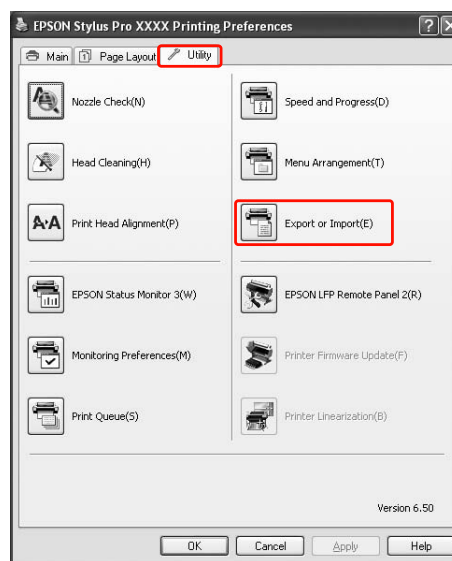 EPSON Stylus Pro XXXX Printing Preferences
Main Page Layout Utility
Nozzle Check(N)
Speed and Progress(D)
Head Cleaning(H)
Menu Arrangement(T)
Print Head Alignment(P)
Export or Import(E)
EPSON Status Monitor 3(W)
EPSON LFP Remote Panel 2(R)
Monitoring Preferences(M)
Printer Firmware Update(F)
Print Queue(S)
Printer Linearization(B)
Version 6.50
OK Cancel Apply Help